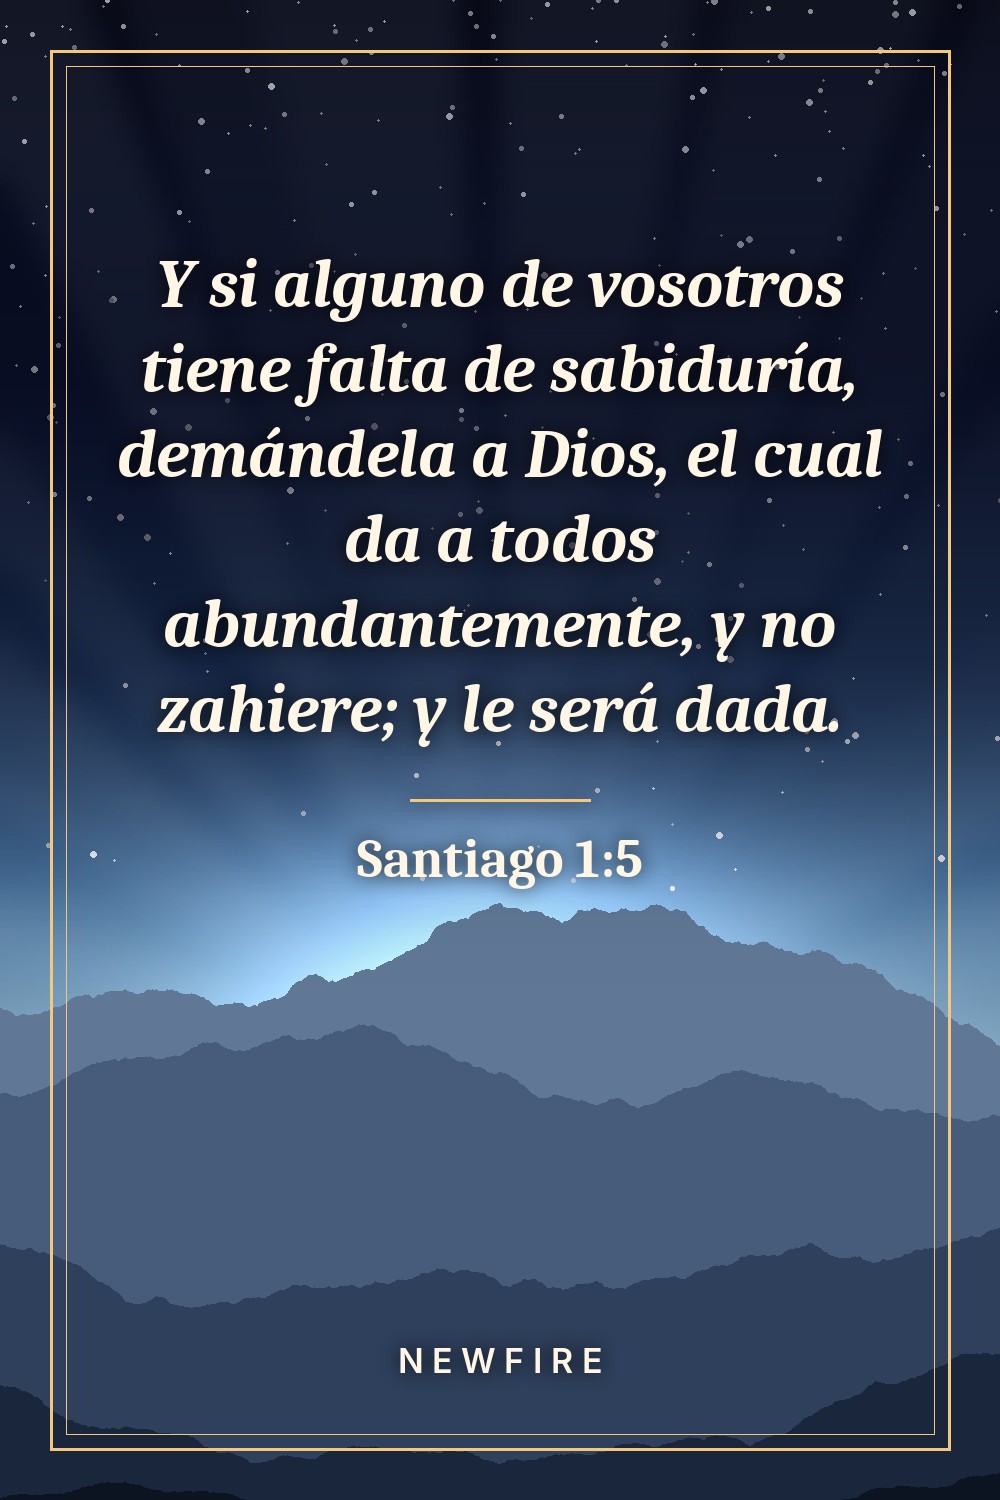 Y si alguno de vosotros
tiene falta de sabiduría,
demándela a Dios, el cual
da a todos
abundantemente, y no
zahiere; y le será dada.
Santiago 1:5
NEWFIRE